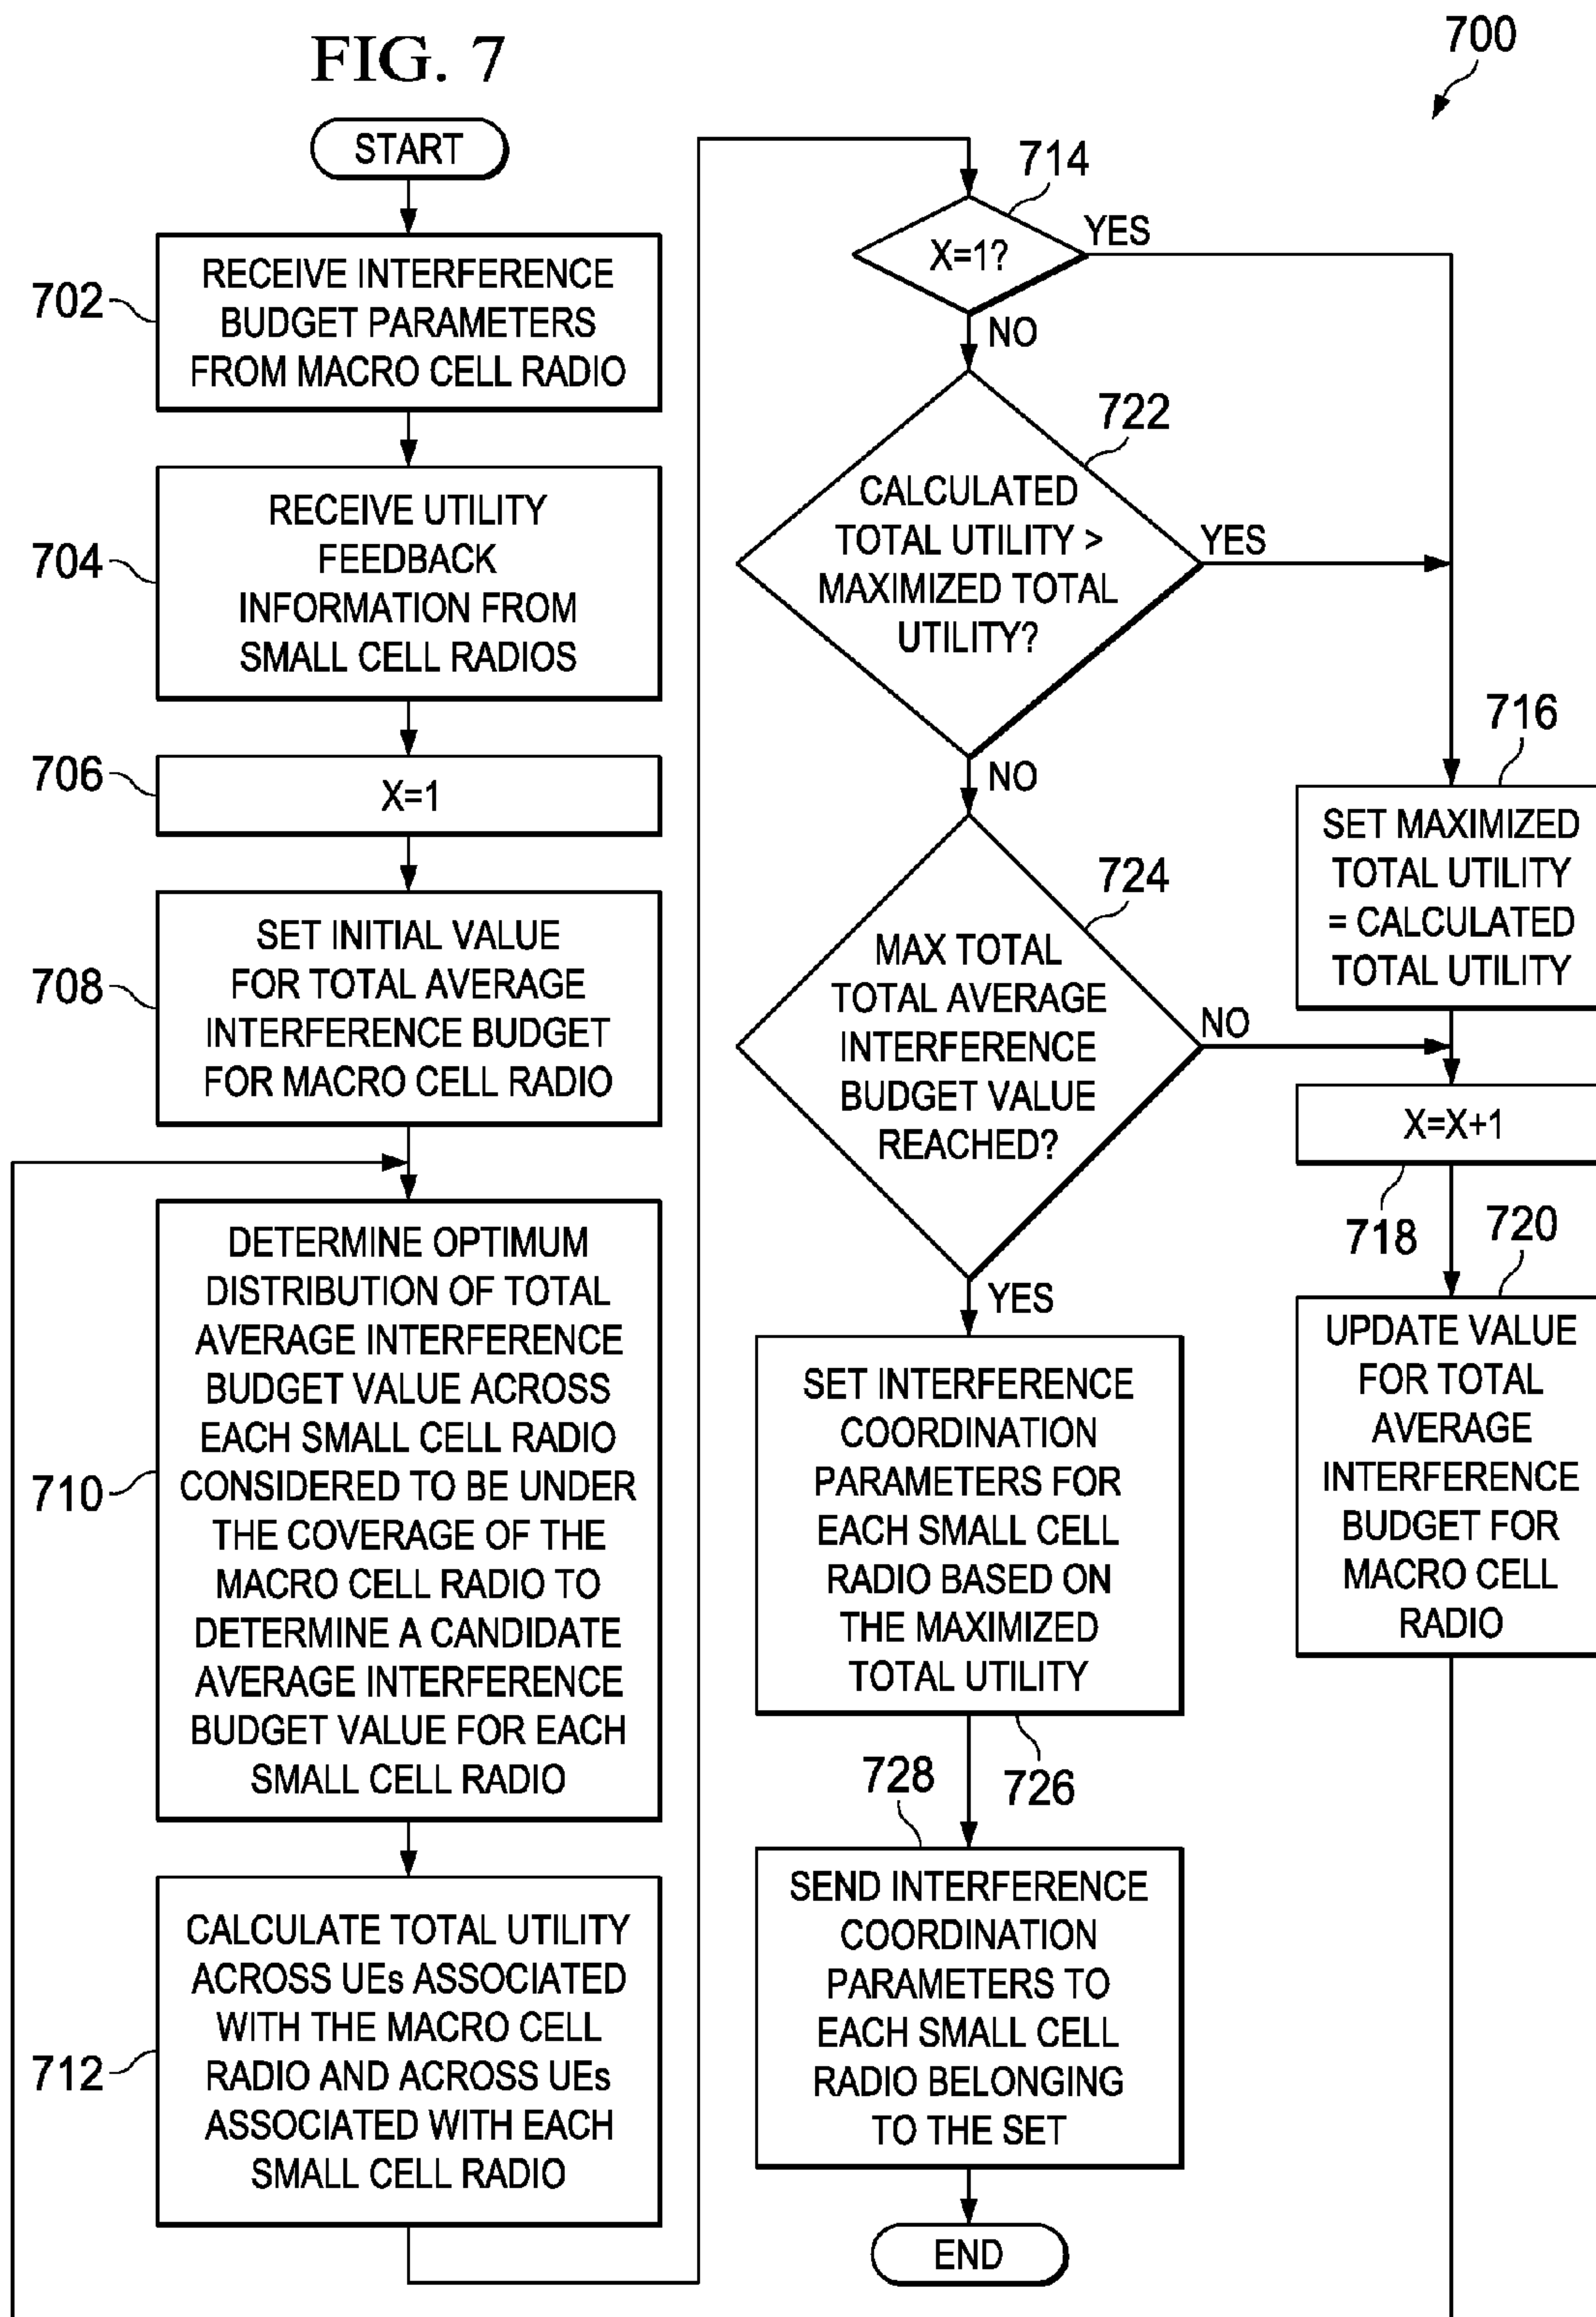 FIG. 7
700
START
702
RECEIVE INTERFERENCE
BUDGET PARAMETERS
FROM MACRO CELL RADIO
704
RECEIVE UTILITY
FEEDBACK
INFORMATION FROM
SMALL CELL RADIOS
706
X=1
708
SET INITIAL VALUE
FOR TOTAL AVERAGE
INTERFERENCE BUDGET
FOR MACRO CELL RADIO
710
DETERMINE OPTIMUM
DISTRIBUTION OF TOTAL
AVERAGE INTERFERENCE
BUDGET VALUE ACROSS
EACH SMALL CELL RADIO
CONSIDERED TO BE UNDER
THE COVERAGE OF THE
MACRO CELL RADIO TO
DETERMINE A CANDIDATE
AVERAGE INTERFERENCE
BUDGET VALUE FOR EACH
SMALL CELL RADIO
712
CALCULATE TOTAL UTILITY
ACROSS UEs ASSOCIATED
WITH THE MACRO CELL
RADIO AND ACROSS UEs
ASSOCIATED WITH EACH
SMALL CELL RADIO
714
X=1?
YES
NO
722
CALCULATED
TOTAL UTILITY >
MAXIMIZED TOTAL
UTILITY?
YES
NO
724
MAX TOTAL
TOTAL AVERAGE
INTERFERENCE
BUDGET VALUE
REACHED?
NO
YES
716
SET MAXIMIZED
TOTAL UTILITY
= CALCULATED
TOTAL UTILITY
X=X+1
718
720
UPDATE VALUE
FOR TOTAL
AVERAGE
INTERFERENCE
BUDGET FOR
MACRO CELL
RADIO
SET INTERFERENCE
COORDINATION
PARAMETERS FOR
EACH SMALL CELL
RADIO BASED ON
THE MAXIMIZED
TOTAL UTILITY
726
728
SEND INTERFERENCE
COORDINATION
PARAMETERS TO
EACH SMALL CELL
RADIO BELONGING
TO THE SET
END